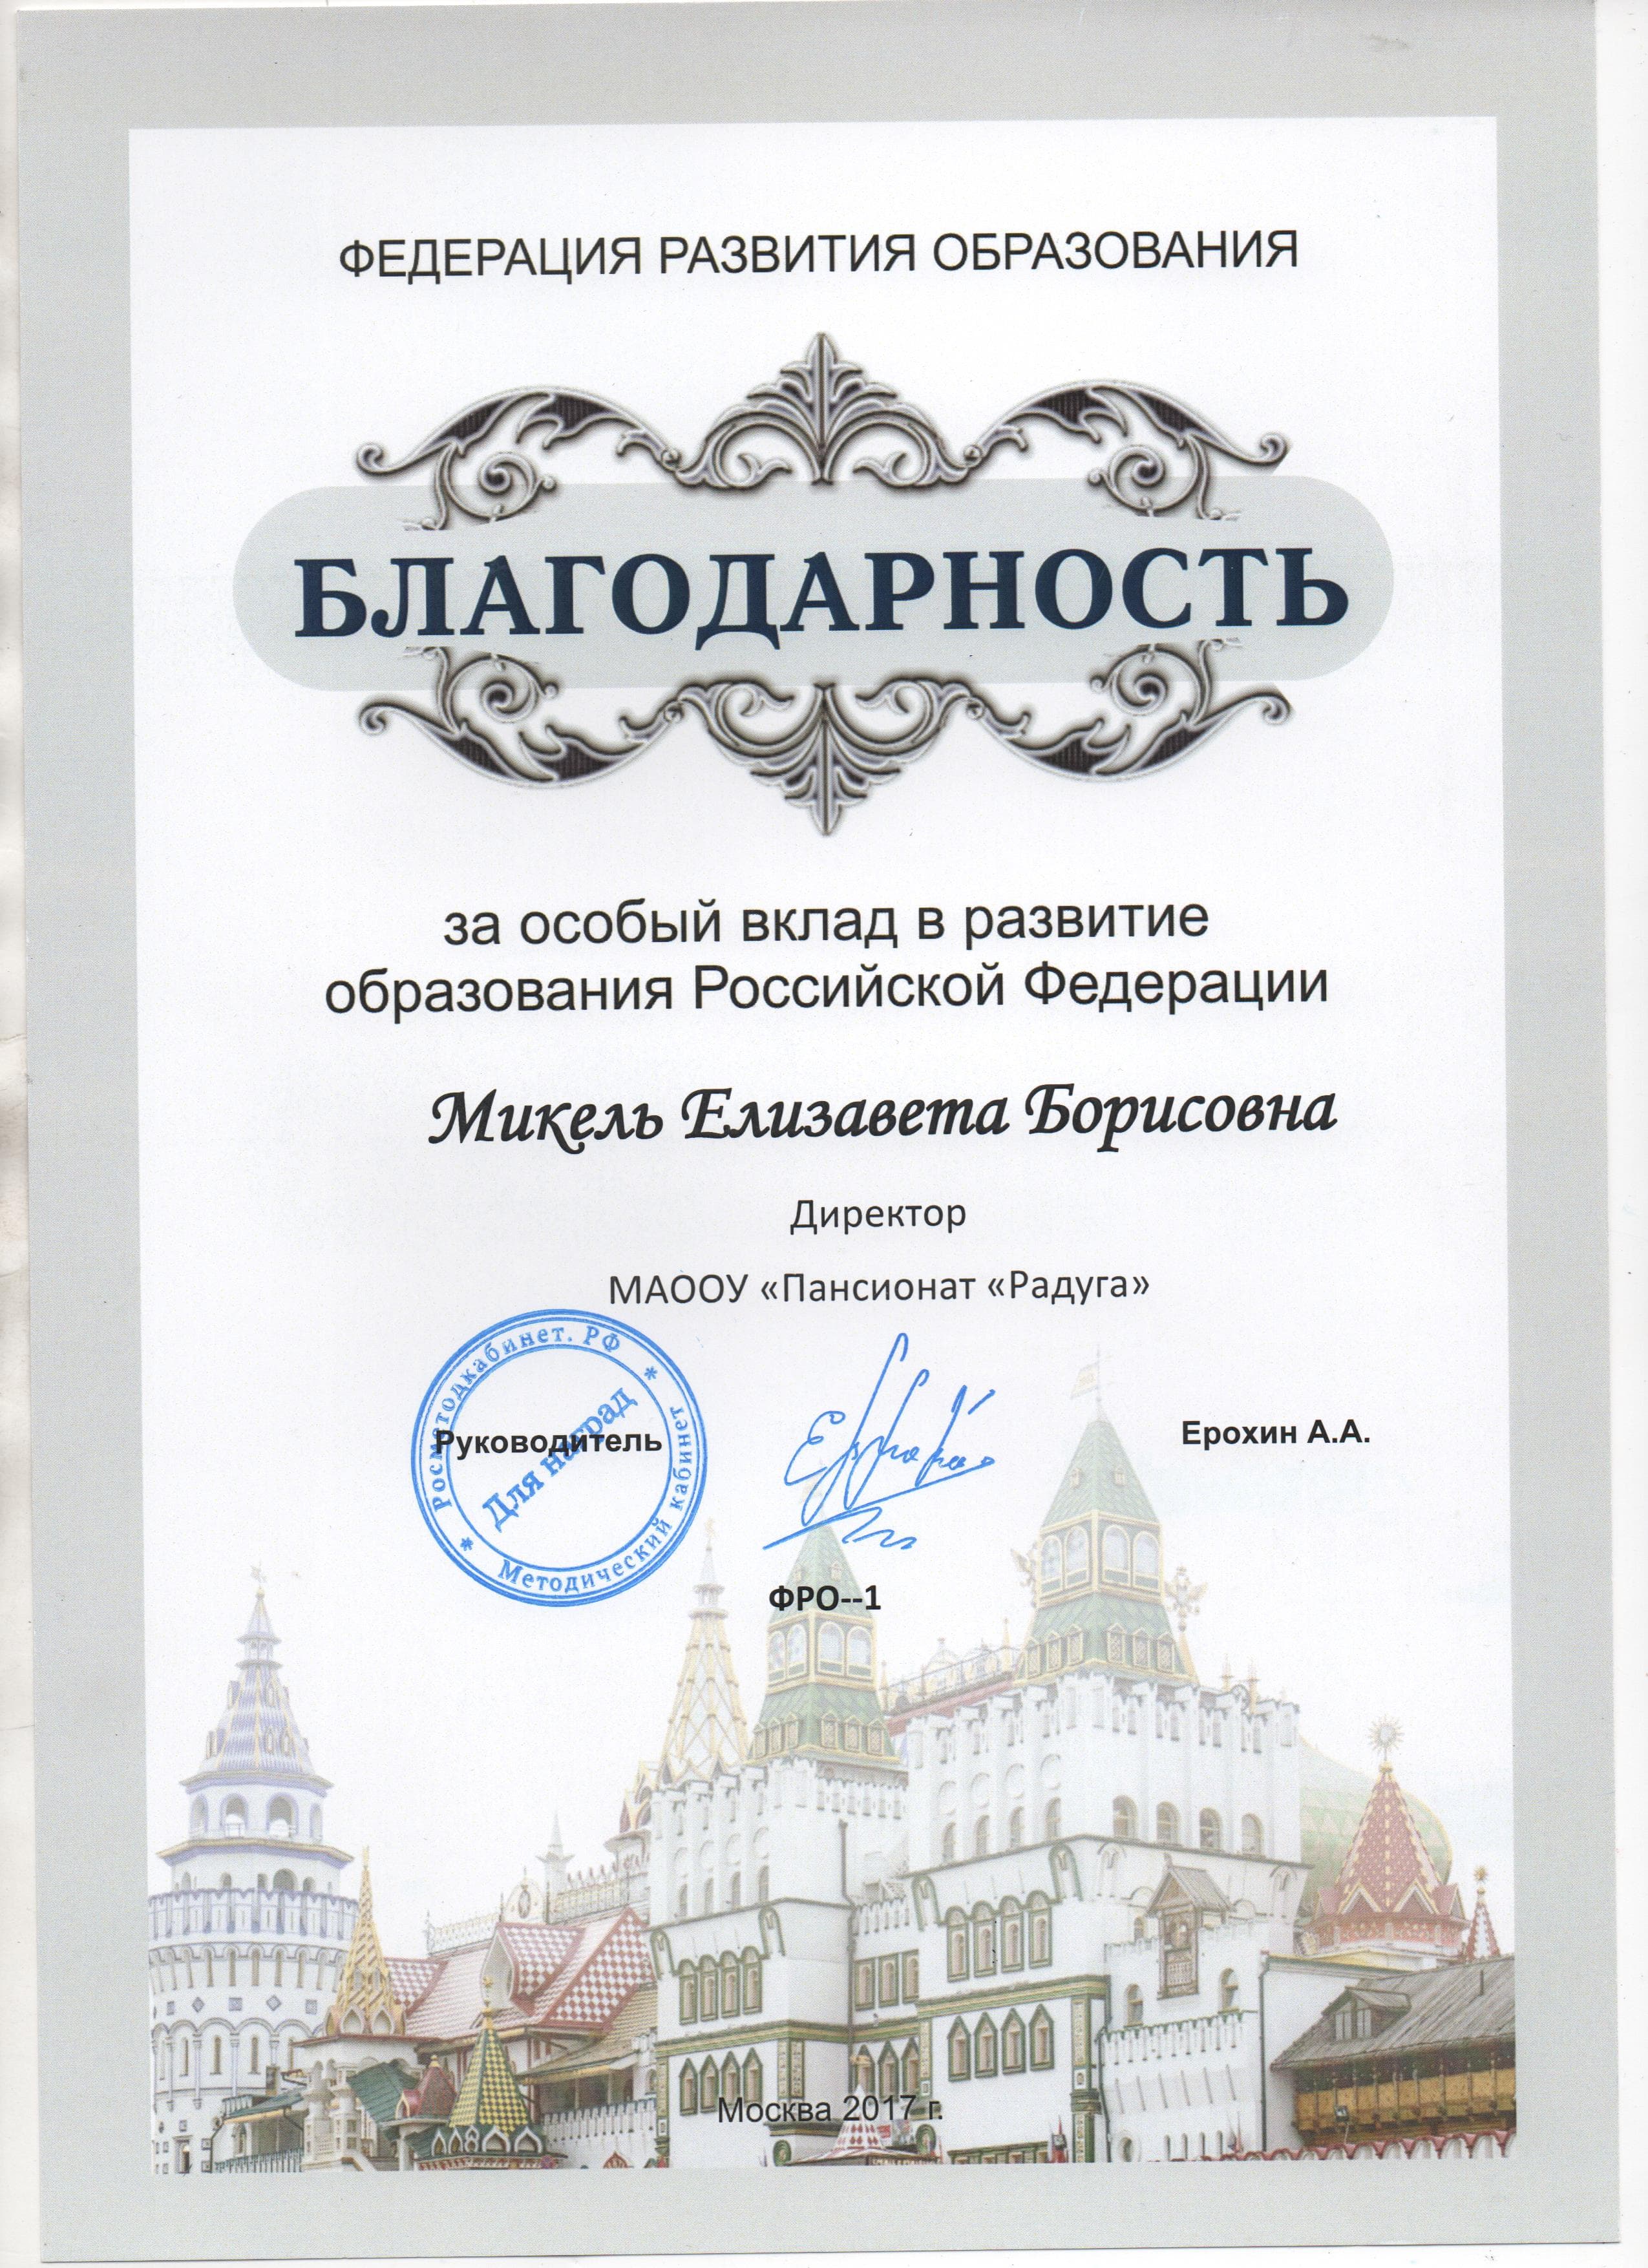 ФЕДЕРАЦИЯ РАЗВИТИЯ ОБРАЗОВАНИЯ
БЛАГОДАРНОСТЬ
за особый вклад в развитие
образования Российской Федерации
Микель Елизавета Борисовна
Директор
МАООУ «Пансионат «Радуга»
Росметодкабинет. РФ
* Методический кабинет *
Для наград
Руководитель
Ерохин А.А.
ФРО--1
Москва 2017 г.